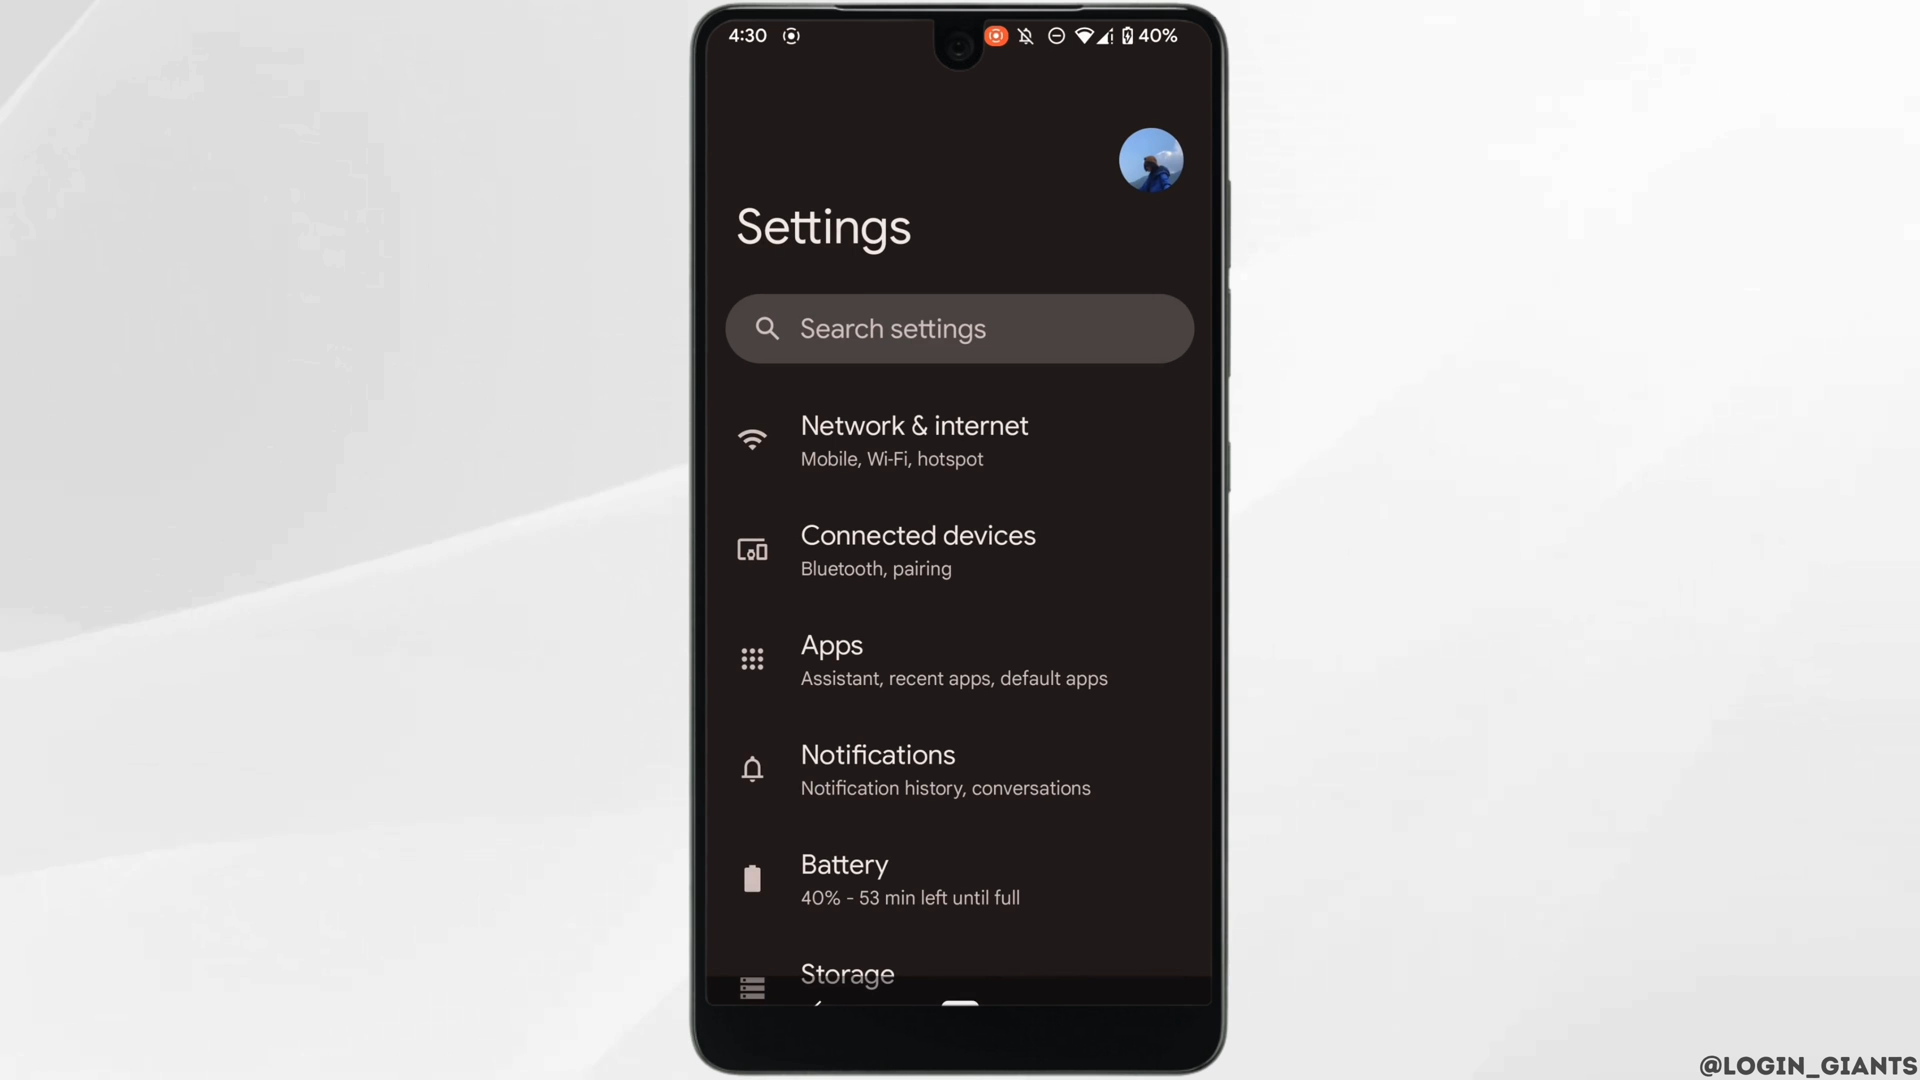 4:30
40%
Settings
Search settings
Network & internet
Mobile, Wi-Fi, hotspot
Connected devices
Bluetooth, pairing
Apps
Assistant, recent apps, default apps
Notifications
Notification history, conversations
Battery
40% - 53 min left until full
Storage
@LOGIN_GIANTS